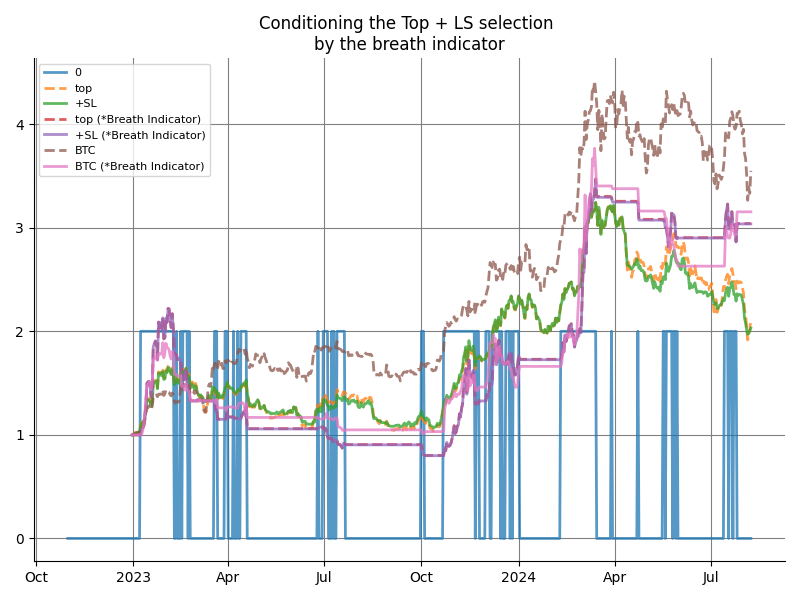 Conditioning the Top + LS selection
by the breath indicator
0
top
+SL
top (*Breath Indicator)
+SL (*Breath Indicator)
BTC
BTC (*Breath Indicator)
4
3
2
1
0
Oct
2023
Apr
Jul
Oct
2024
Apr
Jul